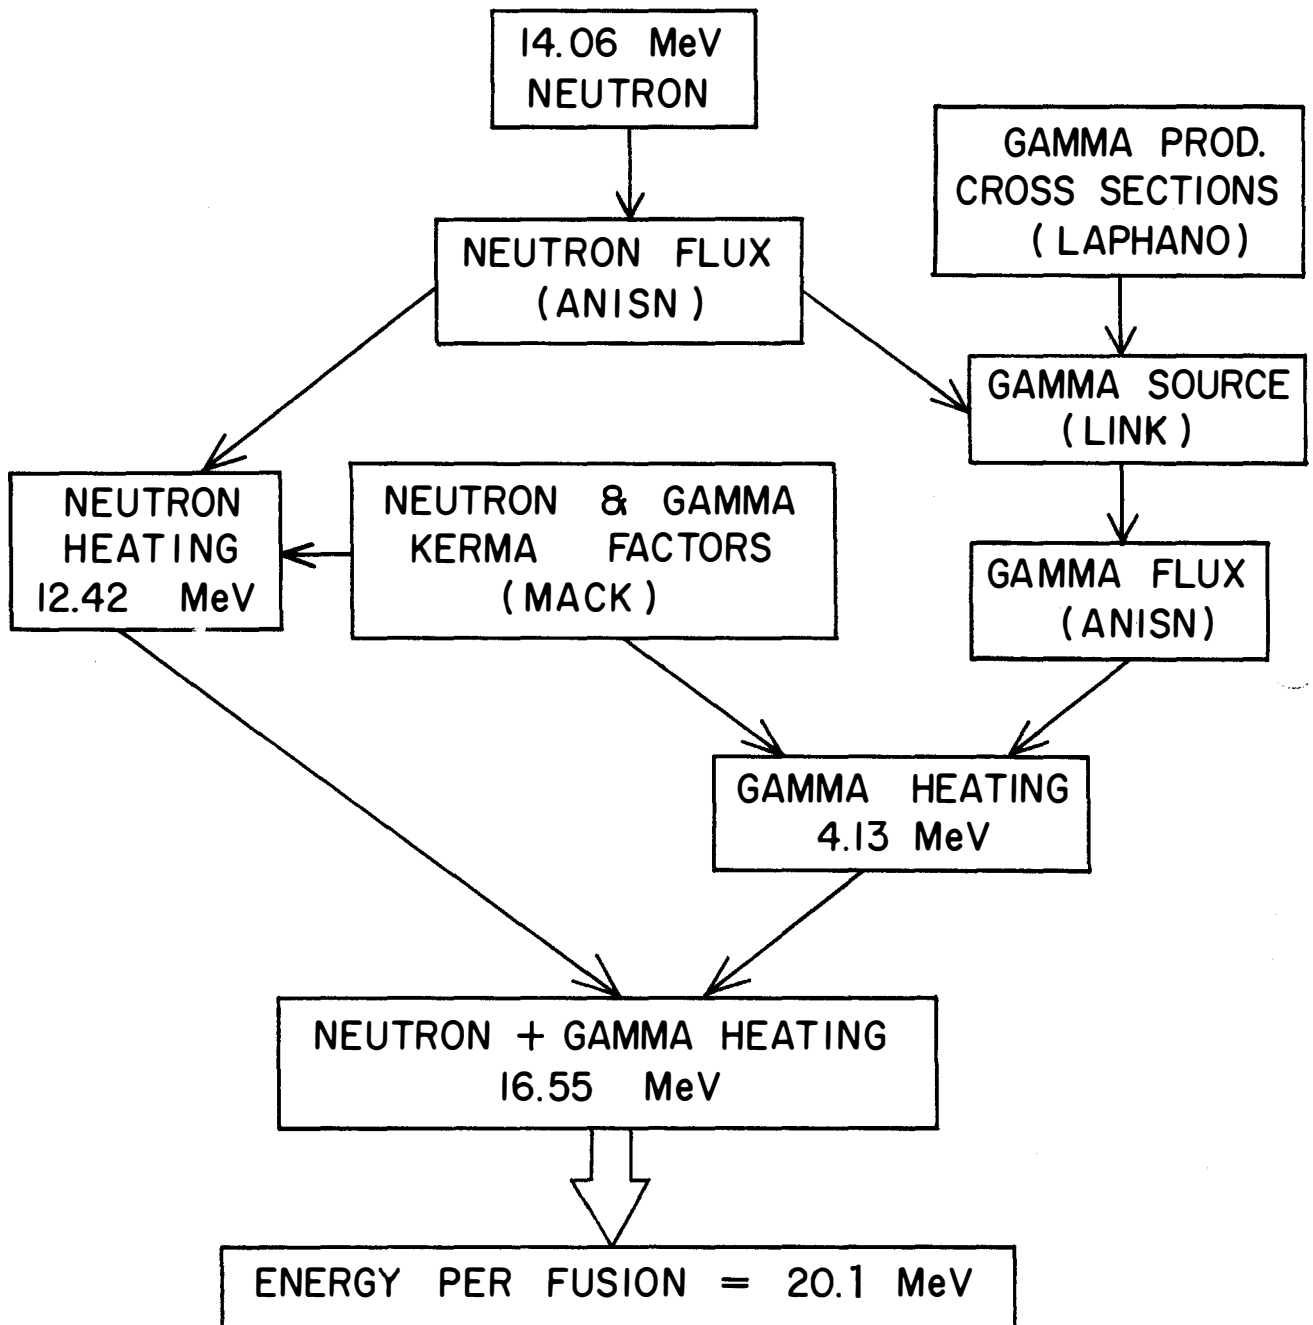 14.06 MeV
NEUTRON
GAMMA PROD.
CROSS SECTIONS
(LAPHANO)
NEUTRON FLUX
(ANISN)
GAMMA SOURCE
(LINK)
NEUTRON
HEATING
12.42 MeV
NEUTRON & GAMMA
KERMA FACTORS
(MACK)
GAMMA FLUX
(ANISN)
GAMMA HEATING
4.13 MeV
NEUTRON + GAMMA HEATING
16.55 MeV
ENERGY PER FUSION = 20.1 MeV